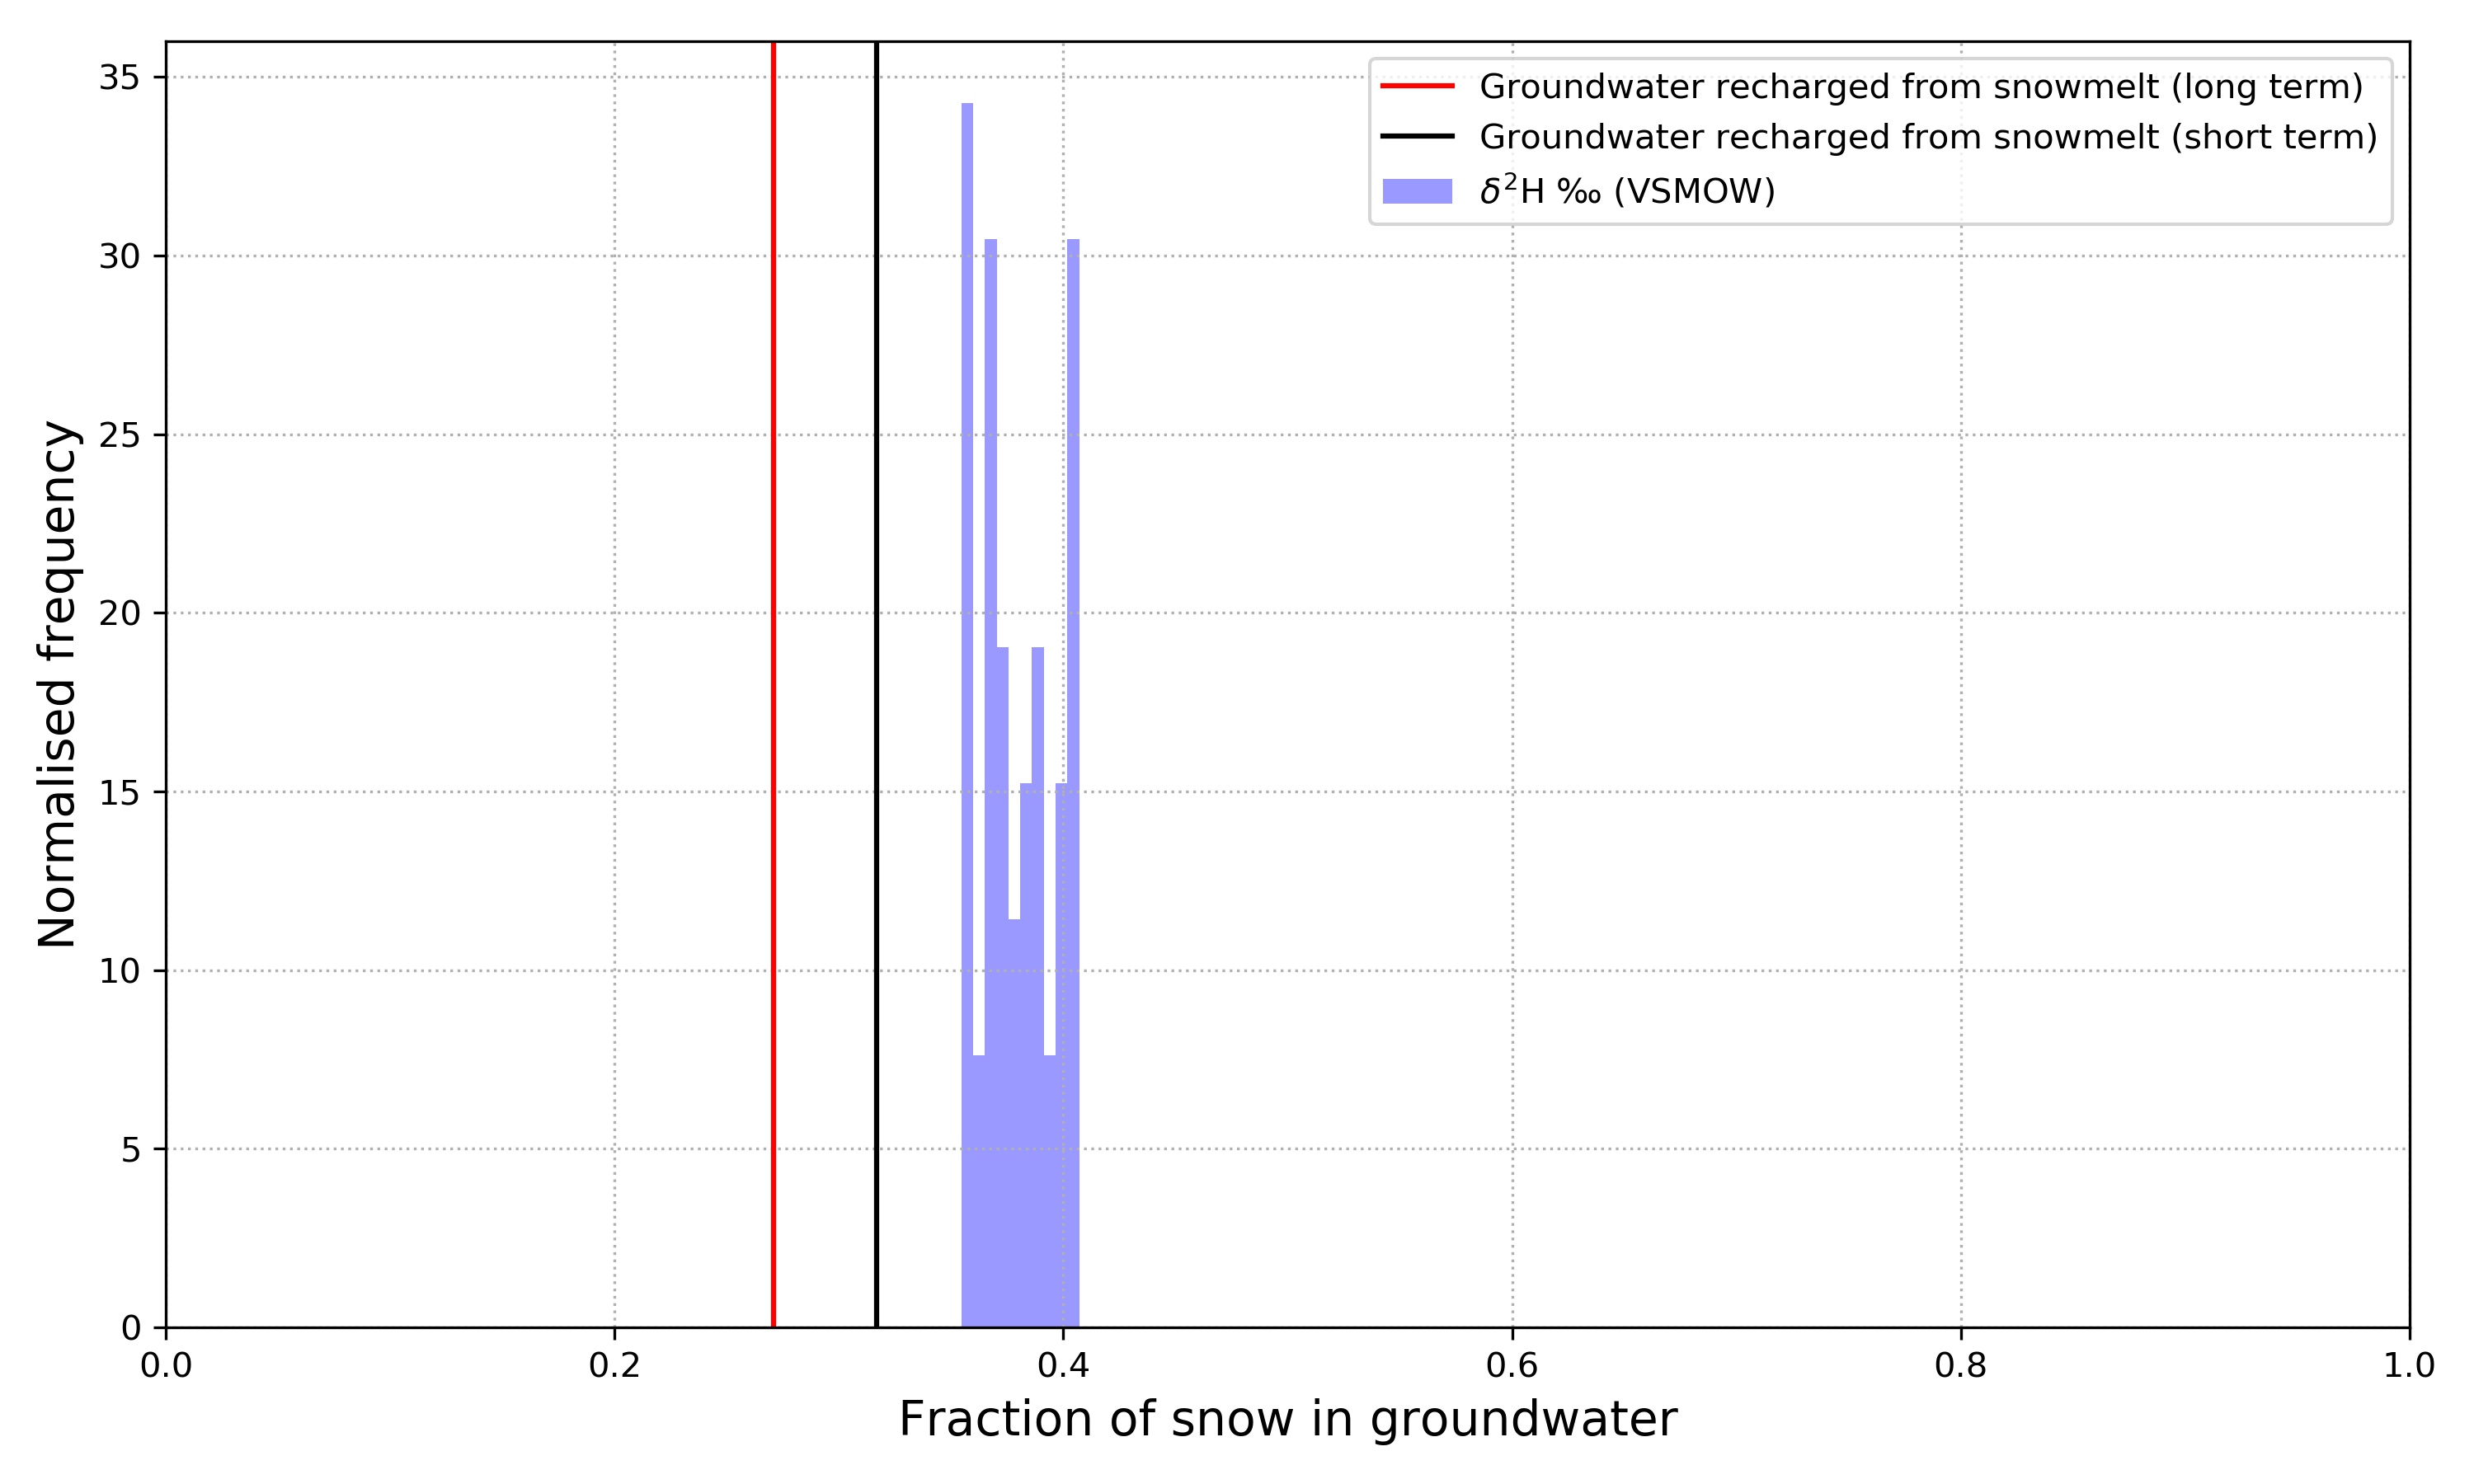 Groundwater recharged from snowmelt (long term)
Groundwater recharged from snowmelt (short term)
δ²H ‰ (VSMOW)
Normalised frequency
35
30
25
20
15
10
5
0
0.0 0.2 0.4 0.6 0.8 1.0
Fraction of snow in groundwater